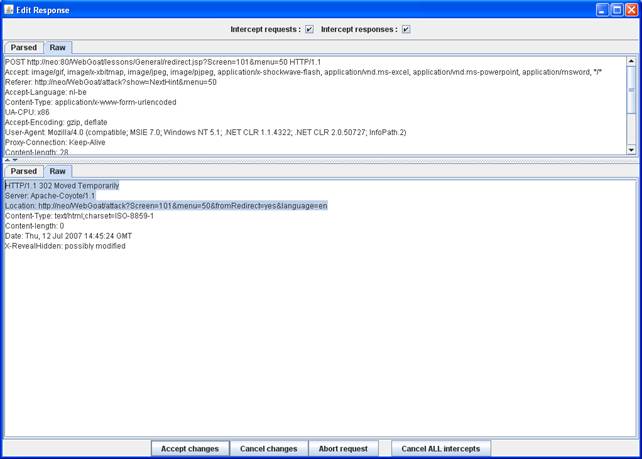 Edit Response
Intercept requests : Intercept responses :
Parsed Raw
POST http://neo:80/WebGoat/lessons/General/redirect.jsp?Screen=101&menu=50 HTTP/1.1
Accept: image/gif, image/x-xbitmap, image/jpeg, image/pjpeg, application/x-shockwave-flash, application/vnd.ms-excel, application/vnd.ms-powerpoint, application/msword, */*
Referer: http://neo/WebGoat/attack?show=NextHint&menu=50
Accept-Language: nl-be
Content-Type: application/x-www-form-urlencoded
UA-CPU: x86
Accept-Encoding: gzip, deflate
User-Agent: Mozilla/4.0 (compatible; MSIE 7.0; Windows NT 5.1; .NET CLR 1.1.4322; .NET CLR 2.0.50727; InfoPath.2)
Proxy-Connection: Keep-Alive
Content-length: 28
Parsed Raw
HTTP/1.1 302 Moved Temporarily
Server: Apache-Coyote/1.1
Location: http://neo/WebGoat/attack?Screen=101&menu=50&fromRedirect=yes&language=en
Content-Type: text/html;charset=ISO-8859-1
Content-length: 0
Date: Thu, 12 Jul 2007 14:45:24 GMT
X-RevealHidden: possibly modified
Accept changes Cancel changes Abort request Cancel ALL intercepts